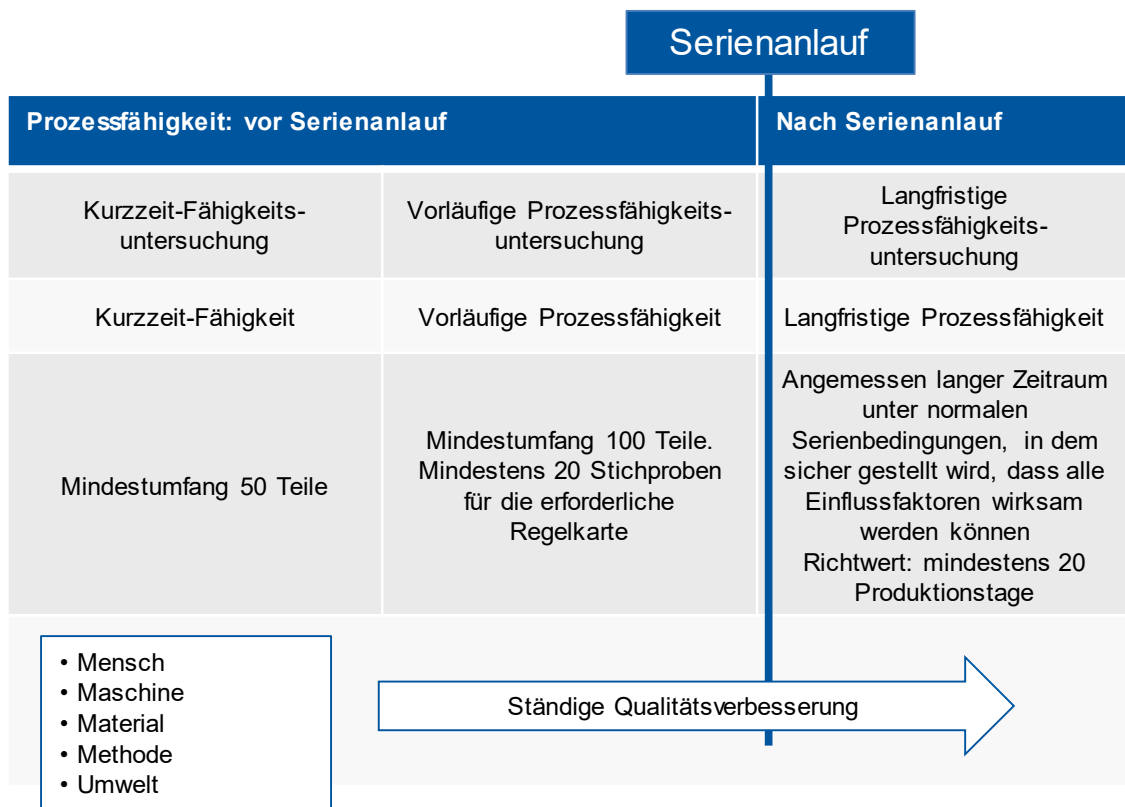 Serienanlauf
Prozessfähigkeit: vor Serienanlauf
Nach Serienanlauf
Kurzzeit-Fähigkeits-
untersuchung
Vorläufige Prozessfähigkeits-
untersuchung
Langfristige
Prozessfähigkeits-
untersuchung
Kurzzeit-Fähigkeit
Vorläufige Prozessfähigkeit
Langfristige Prozessfähigkeit
Mindestumfang 50 Teile
Mindestumfang 100 Teile.
Mindestens 20 Stichproben
für die erforderliche
Regelkarte
Angemessen langer Zeitraum
unter normalen
Serienbedingungen, in dem
sicher gestellt wird, dass alle
Einflussfaktoren wirksam
werden können
Richtwert: mindestens 20
Produktionstage
• Mensch
• Maschine
• Material
• Methode
• Umwelt
Ständige Qualitätsverbesserung